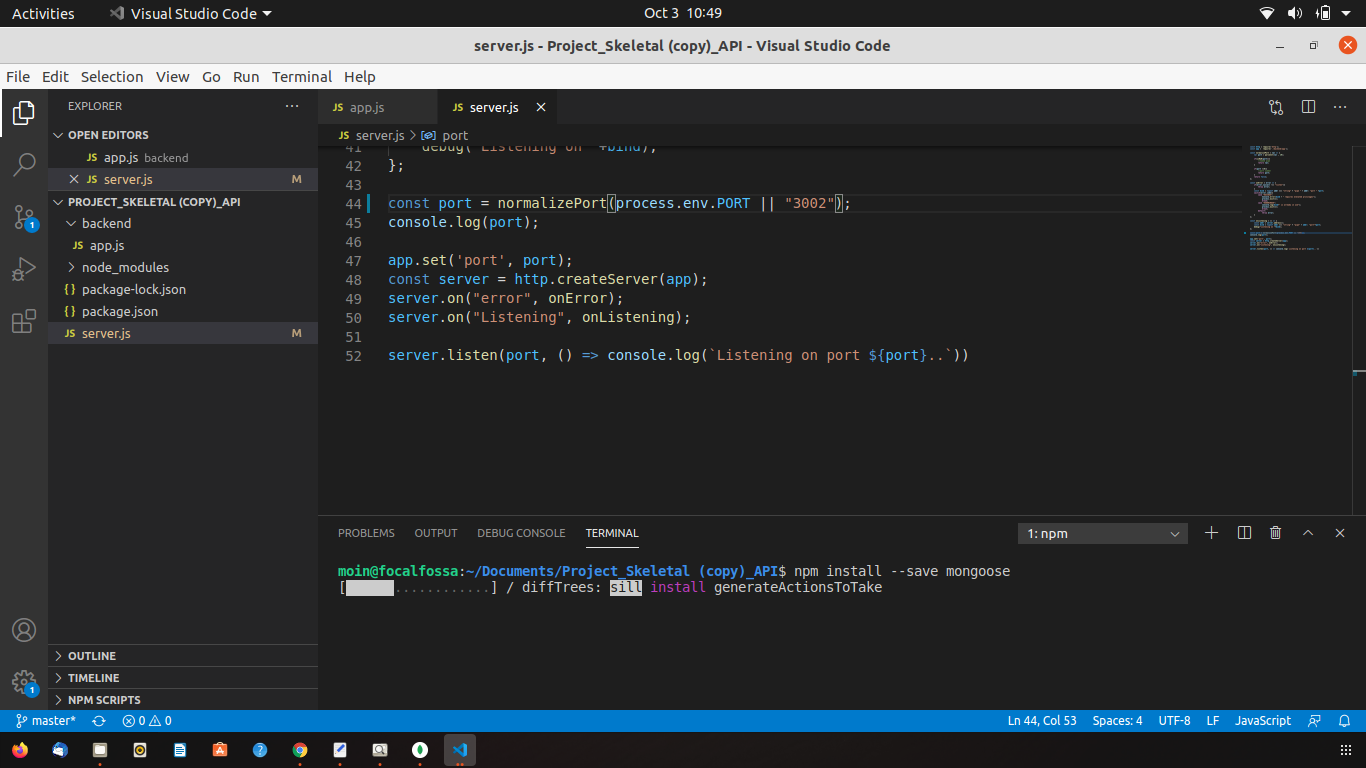 Activities Visual Studio Code Oct 3 10:49
server.js - Project_Skeletal (copy)_API - Visual Studio Code
File Edit Selection View Go Run Terminal Help
EXPLORER
OPEN EDITORS
JS app.js backend
JS server.js M
PROJECT_SKELETAL (COPY)_API
backend
JS app.js
node_modules
{} package-lock.json
{} package.json
JS server.js M
OUTLINE
TIMELINE
NPM SCRIPTS
1
1
JS app.js JS server.js
JS server.js > port
41 debug("Listening on "+bind);
42 };
43
44 const port = normalizePort(process.env.PORT || "3002");
45 console.log(port);
46
47 app.set('port', port);
48 const server = http.createServer(app);
49 server.on("error", onError);
50 server.on("Listening", onListening);
51
52 server.listen(port, () => console.log(`Listening on port ${port}..`))
PROBLEMS OUTPUT DEBUG CONSOLE TERMINAL 1: npm
moin@focalfossa:~/Documents/Project_Skeletal (copy)_API$ npm install --save mongoose
[      ............] / diffTrees: sill install generateActionsToTake
master* 0 0 Ln 44, Col 53 Spaces: 4 UTF-8 LF JavaScript